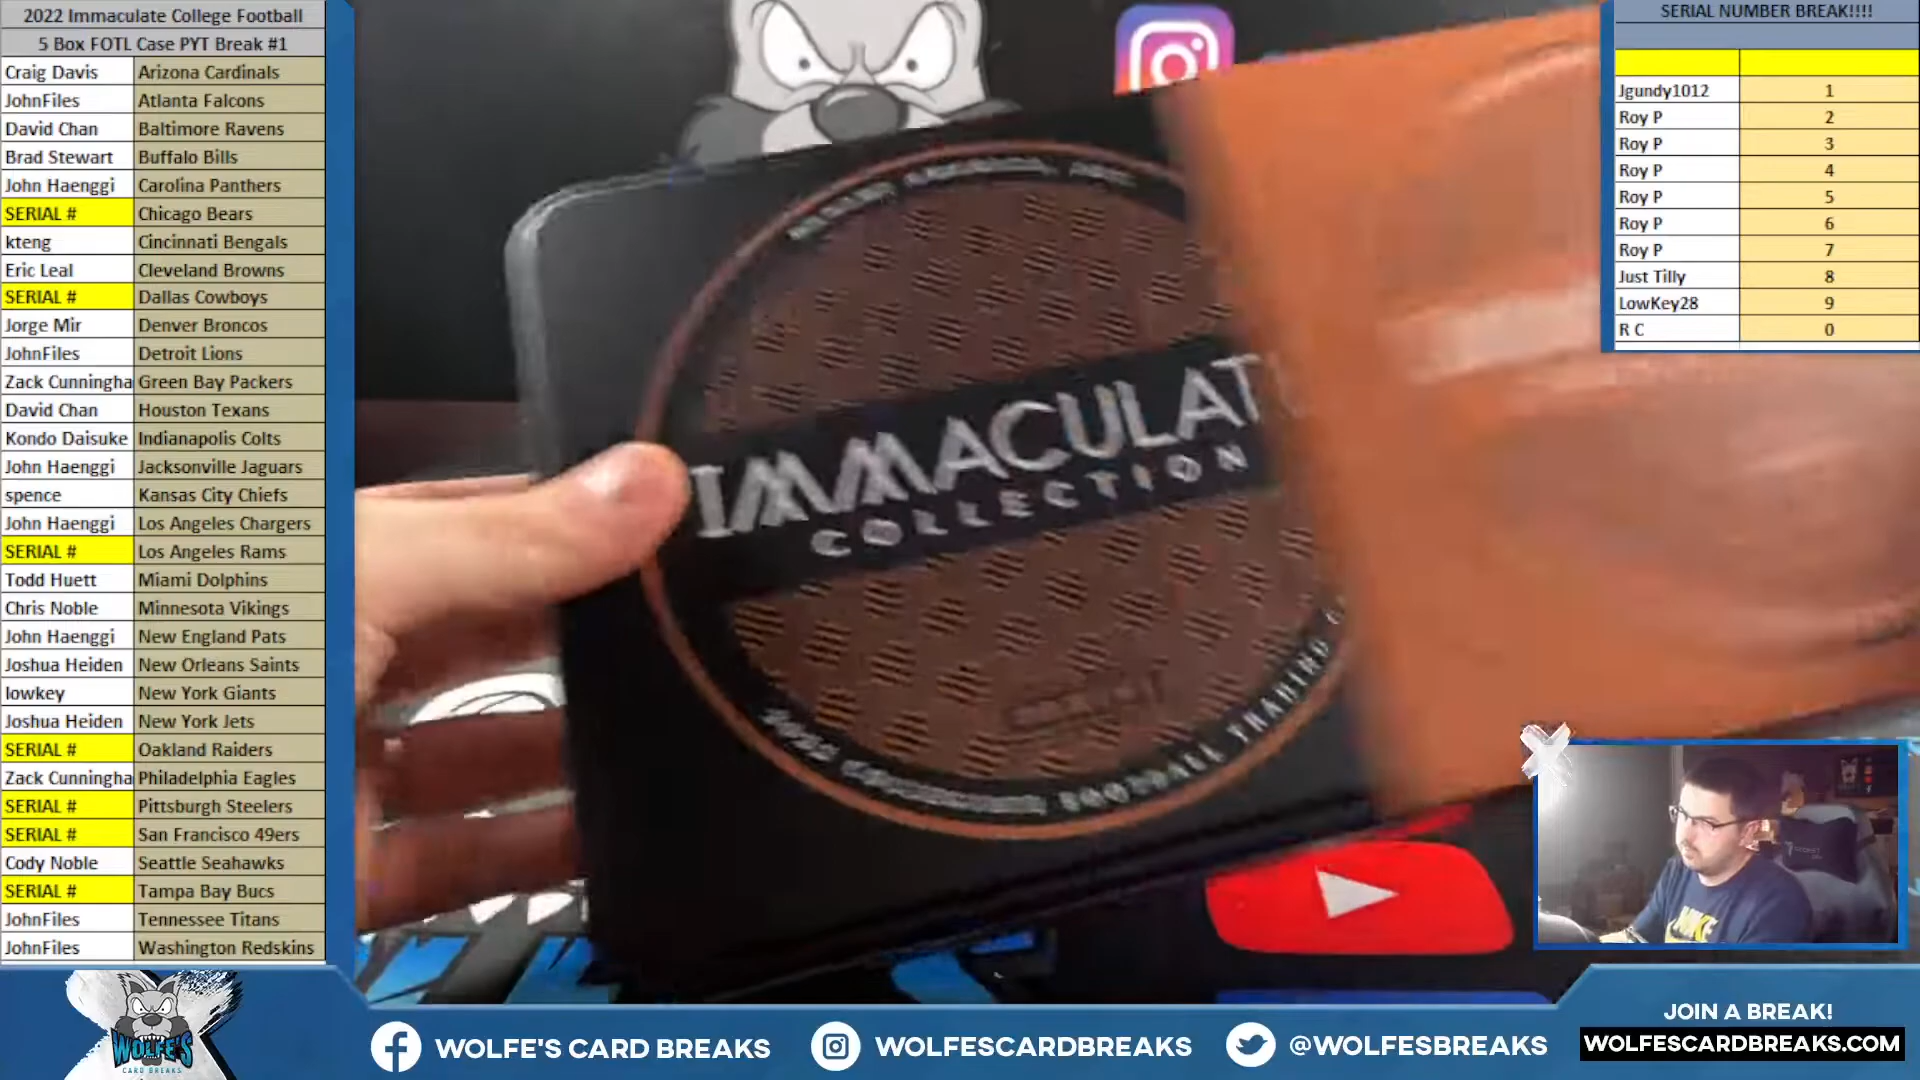 2022 Immaculate College Football
5 Box FOTL Case PYT Break #1
Craig Davis Arizona Cardinals
JohnFiles Atlanta Falcons
David Chan Baltimore Ravens
Brad Stewart Buffalo Bills
John Haenggi Carolina Panthers
SERIAL # Chicago Bears
kteng Cincinnati Bengals
Eric Leal Cleveland Browns
SERIAL # Dallas Cowboys
Jorge Mir Denver Broncos
JohnFiles Detroit Lions
Zack Cunningha Green Bay Packers
David Chan Houston Texans
Kondo Daisuke Indianapolis Colts
John Haenggi Jacksonville Jaguars
spence Kansas City Chiefs
John Haenggi Los Angeles Chargers
SERIAL # Los Angeles Rams
Todd Huett Miami Dolphins
Chris Noble Minnesota Vikings
John Haenggi New England Pats
Joshua Heiden New Orleans Saints
lowkey New York Giants
Joshua Heiden New York Jets
SERIAL # Oakland Raiders
Zack Cunningha Philadelphia Eagles
SERIAL # Pittsburgh Steelers
SERIAL # San Francisco 49ers
Cody Noble Seattle Seahawks
SERIAL # Tampa Bay Bucs
JohnFiles Tennessee Titans
JohnFiles Washington Redskins
SERIAL NUMBER BREAK!!!!
Jgundy1012 1
Roy P 2
Roy P 3
Roy P 4
Roy P 5
Roy P 6
Roy P 7
Just Tilly 8
LowKey28 9
R C 0
IMMACULAT
COLLECTION
2022 COLLEGIATE FOOTBALL TRADING
WOLFE'S
CARD BREAKS
WOLFE'S CARD BREAKS
WOLFESCARDBREAKS
@WOLFESBREAKS
JOIN A BREAK!
WOLFESCARDBREAKS.COM